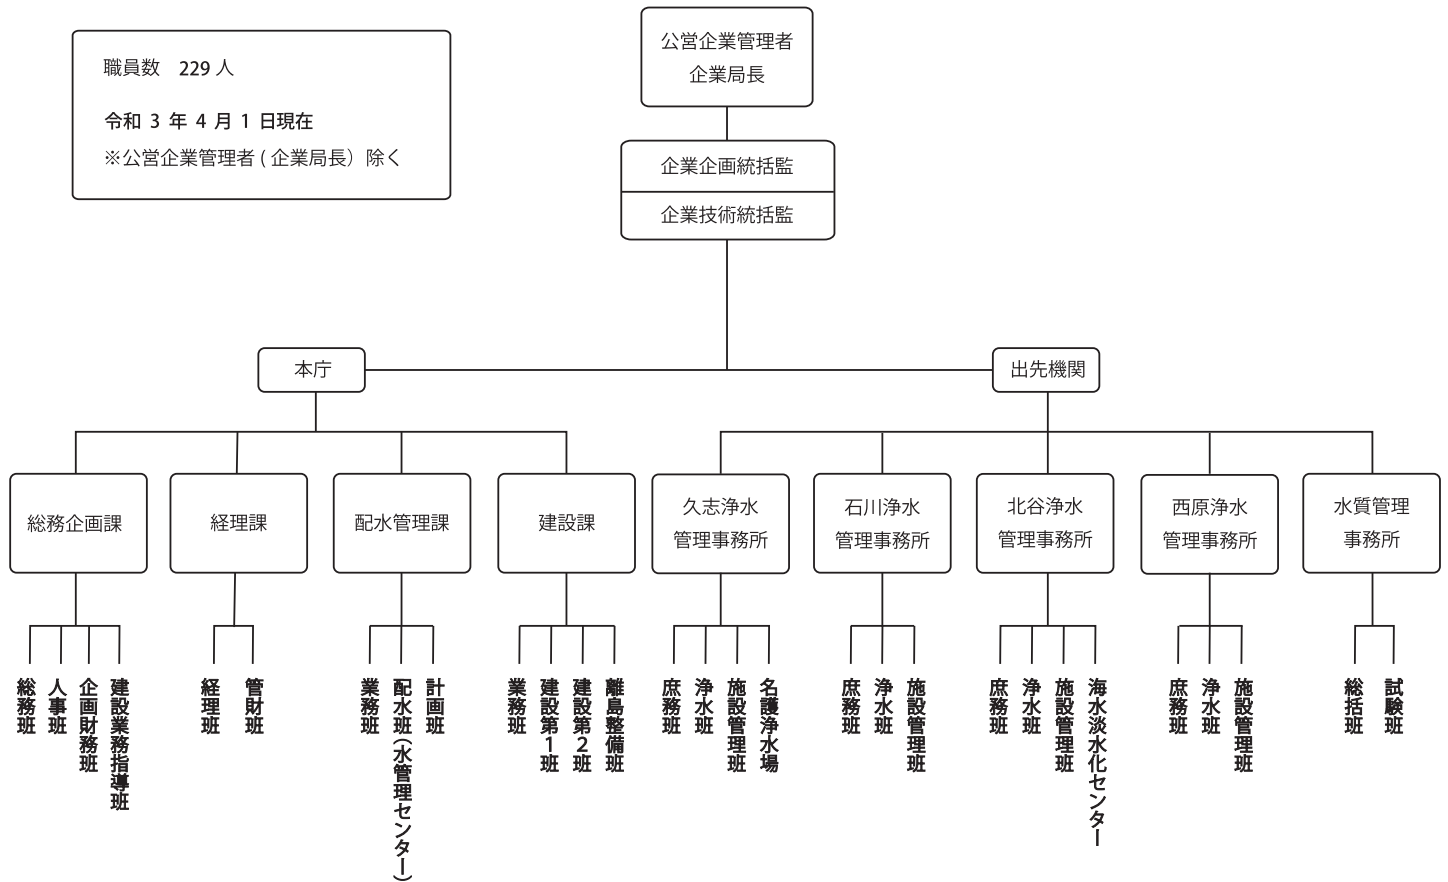 職員数　229 人
令和 3 年 4 月 1 日現在
※公営企業管理者 ( 企業局長）除く
公営企業管理者
企業局長
企業企画統括監
企業技術統括監
本庁
出先機関
総務企画課
経理課
配水管理課
建設課
久志浄水
管理事務所
石川浄水
管理事務所
北谷浄水
管理事務所
西原浄水
管理事務所
水質管理
事務所
総務班
人事班
企画財務班
建設業務指導班
経理班
管財班
業務班
配水班(水管理センター)
計画班
業務班
建設第1班
建設第2班
離島整備班
庶務班
浄水班
施設管理班
名護浄水場
庶務班
浄水班
施設管理班
庶務班
浄水班
施設管理班
海水淡水化センター
庶務班
浄水班
施設管理班
総括班
試験班